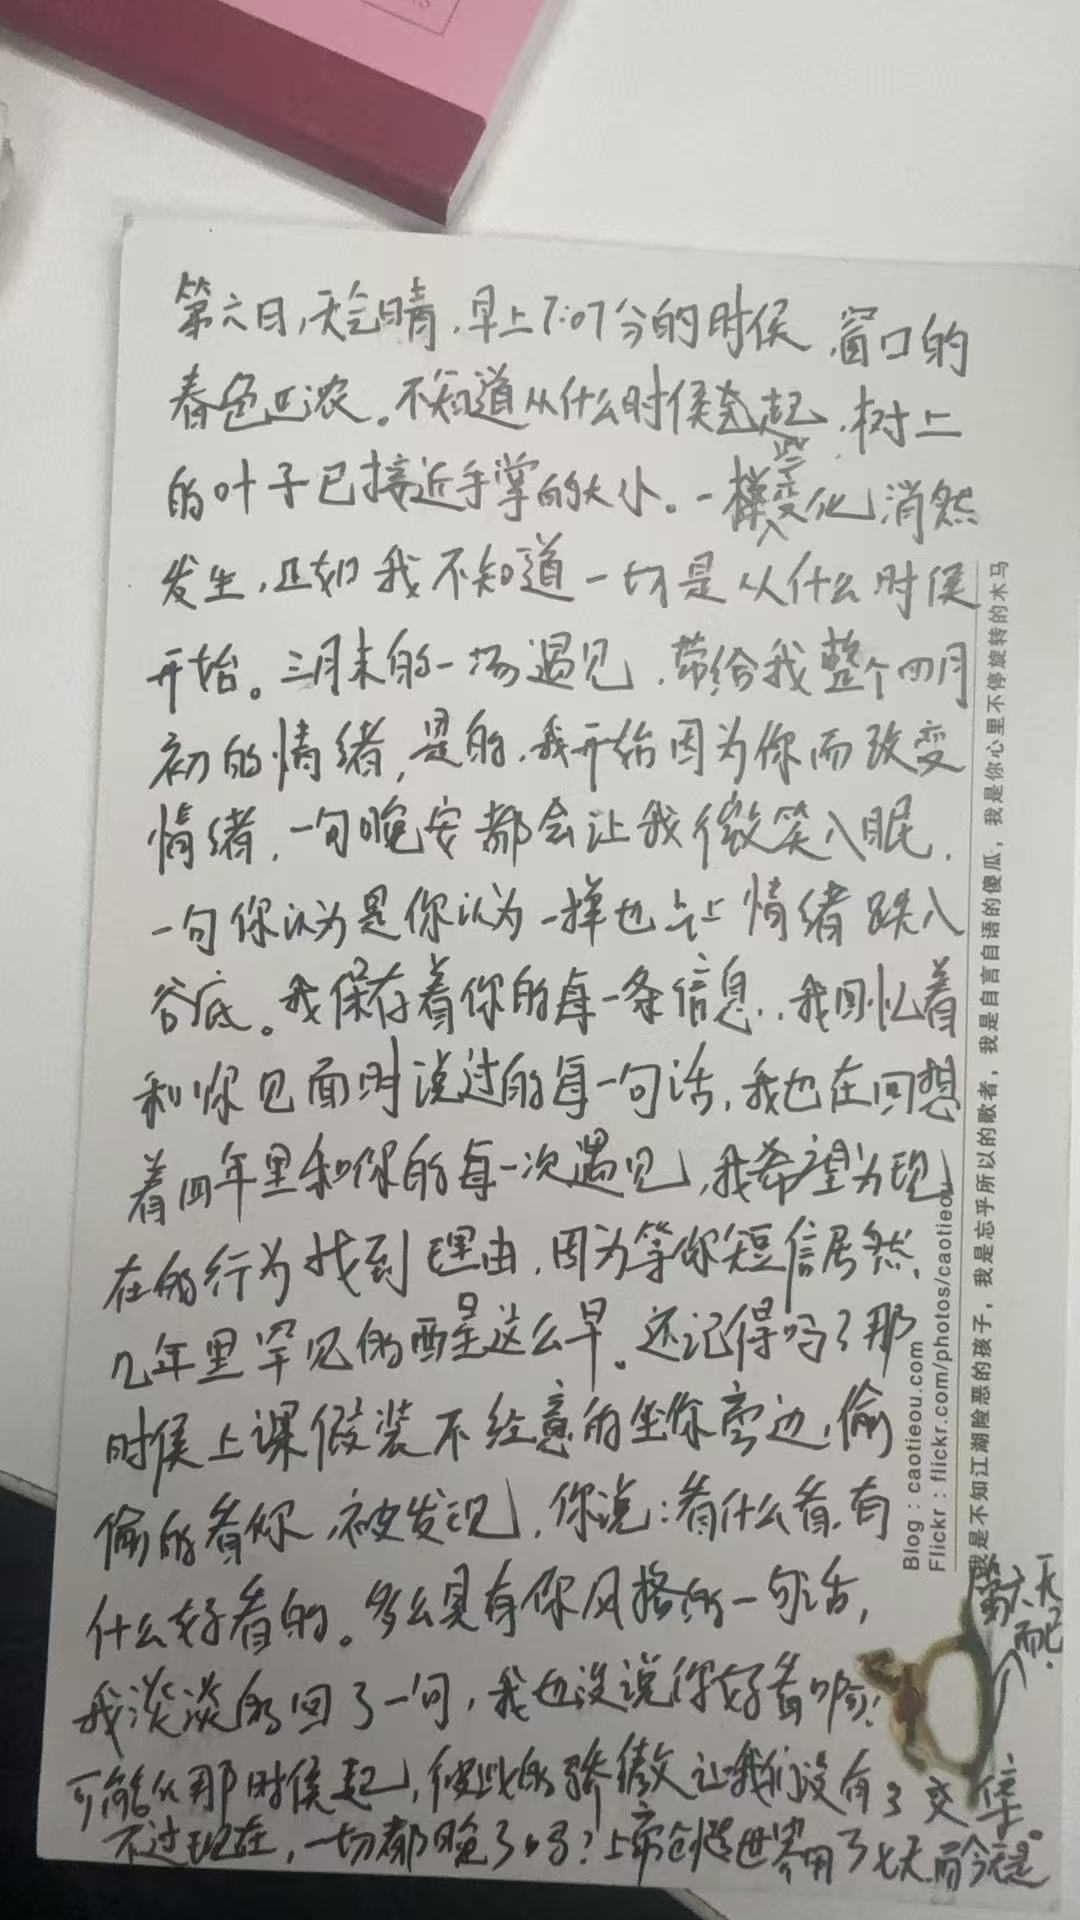 第六日，天气晴，早上7:07分的时候，窗口的
春色正浓。不知道从什么时候起，树上
的叶子已接近手掌的大小。一样变化消然
发生，正如我不知道一切是从什么时候
开始。三月末的一场遇见，带给我整个四月
初的情绪，是的，我开始因为你而改变
情绪，一句晚安都会让我微笑入眠，
一句你认为是你认为一样也让情绪跌入
谷底。我保存着你的每一条信息，我回忆着
和你见面时说过的每一句话，我也在回想
着四年里和你的每一次遇见，我希望为现
在的行为找到理由，因为等你短信居然，
几年里罕见的醒这么早。还记得吗？那
时候上课假装不经意的坐你旁边，偷
偷的看你，被发现，你说：看什么看，有
什么好看的。多么具有你风格的一句话，
我淡淡的回了一句，我也没说你好看啊！
可能从那时候起，彼此的骄傲让我们没有了交集。
不过现在，一切都晚了吗？上帝创造世界用了七天而今天是
第六天
而已.
我是不知江湖险恶的孩子，我是忘乎所以的歌者，我是自言自语的傻瓜，我是你心里不停旋转的木马
Blog : caotieou.com
Flickr : flickr.com/photos/caotieou